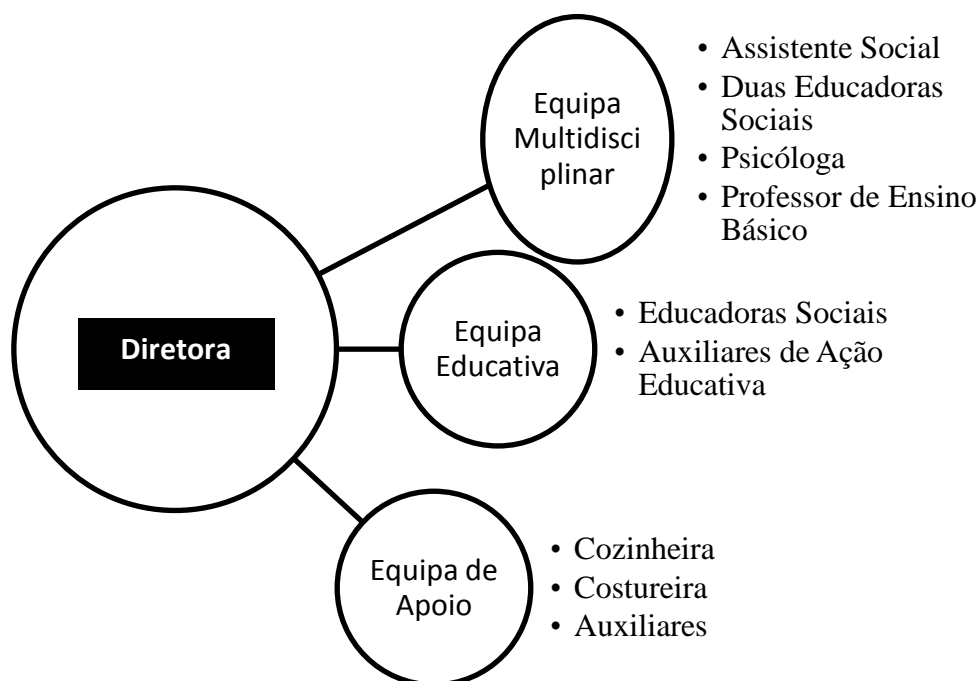 Equipa
Multidisci
plinar
• Assistente Social
• Duas Educadoras
Sociais
• Psicóloga
• Professor de Ensino
Básico
Diretora
Equipa
Educativa
• Educadoras Sociais
• Auxiliares de Ação
Educativa
Equipa de
Apoio
• Cozinheira
• Costureira
• Auxiliares